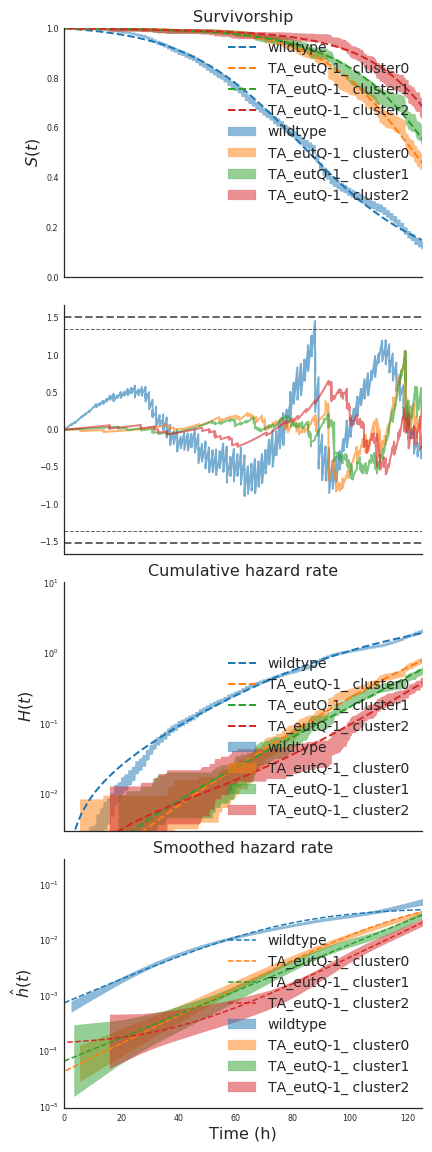 Survivorship
1.0
0.8
0.6
0.4
0.2
0.0
S(t)
wildtype
TA_eutQ-1_ cluster0
TA_eutQ-1_ cluster1
TA_eutQ-1_ cluster2
wildtype
TA_eutQ-1_ cluster0
TA_eutQ-1_ cluster1
TA_eutQ-1_ cluster2
1.5
1.0
0.5
0.0
−0.5
−1.0
−1.5
Cumulative hazard rate
10¹
10⁰
10⁻¹
10⁻²
H(t)
wildtype
TA_eutQ-1_ cluster0
TA_eutQ-1_ cluster1
TA_eutQ-1_ cluster2
wildtype
TA_eutQ-1_ cluster0
TA_eutQ-1_ cluster1
TA_eutQ-1_ cluster2
Smoothed hazard rate
10⁻¹
10⁻²
10⁻³
10⁻⁴
10⁻⁵
ĥ(t)
wildtype
TA_eutQ-1_ cluster0
TA_eutQ-1_ cluster1
TA_eutQ-1_ cluster2
wildtype
TA_eutQ-1_ cluster0
TA_eutQ-1_ cluster1
TA_eutQ-1_ cluster2
0 20 40 60 80 100 120
Time (h)